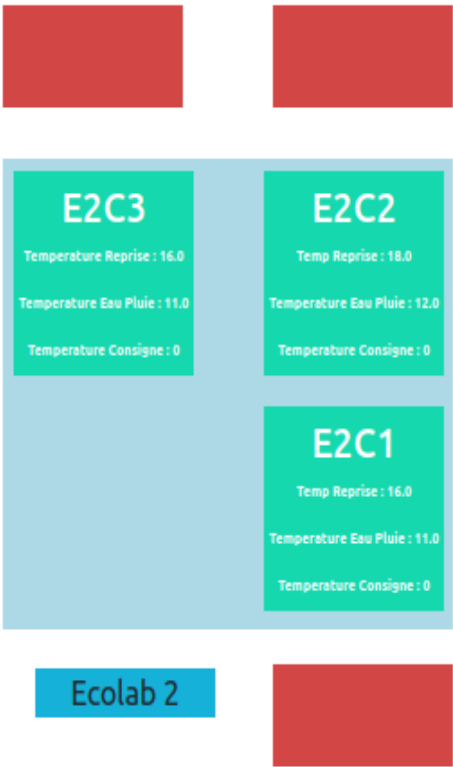 E2C3
Temperature Reprise : 16.0
Temperature Eau Pluie : 11.0
Temperature Consigne : 0
E2C2
Temp Reprise : 18.0
Temperature Eau Pluie : 12.0
Temperature Consigne : 0
E2C1
Temp Reprise : 16.0
Temperature Eau Pluie : 11.0
Temperature Consigne : 0
Ecolab 2